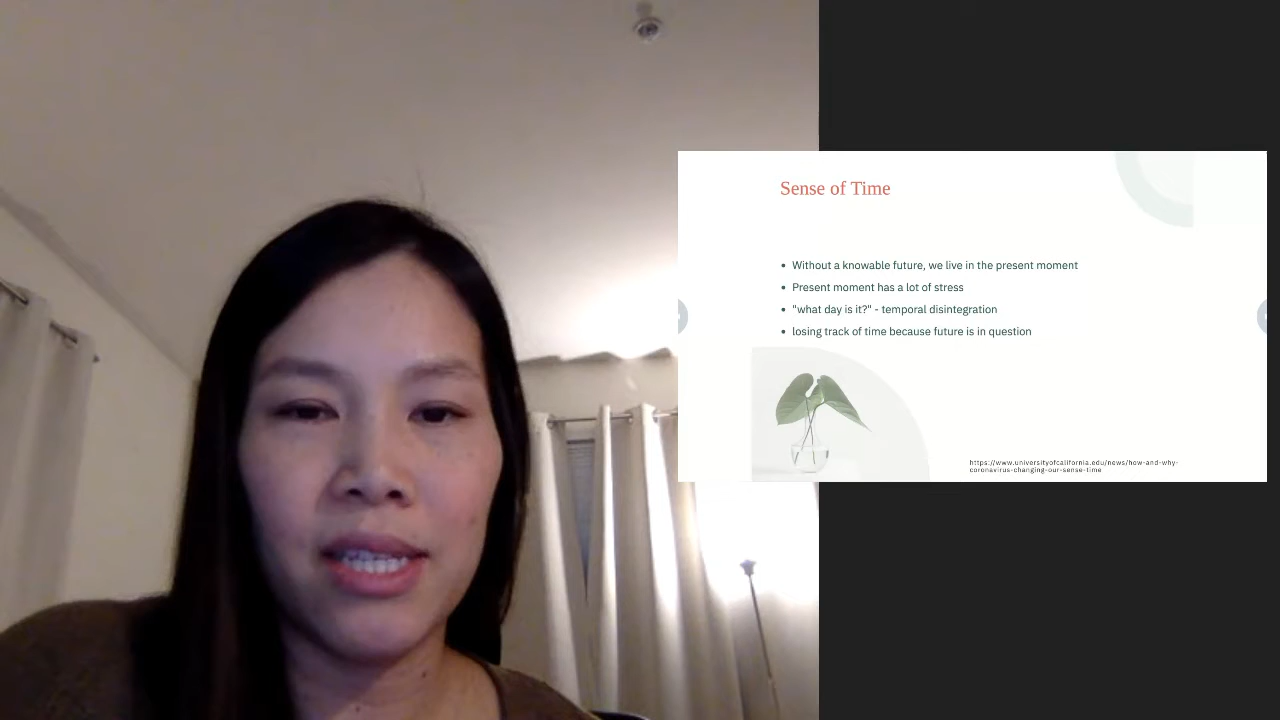 Sense of Time
• Without a knowable future, we live in the present moment
• Present moment has a lot of stress
• "what day is it?" - temporal disintegration
• losing track of time because future is in question
https://www.universityofcalifornia.edu/news/how-and-why-
coronavirus-changing-our-sense-time